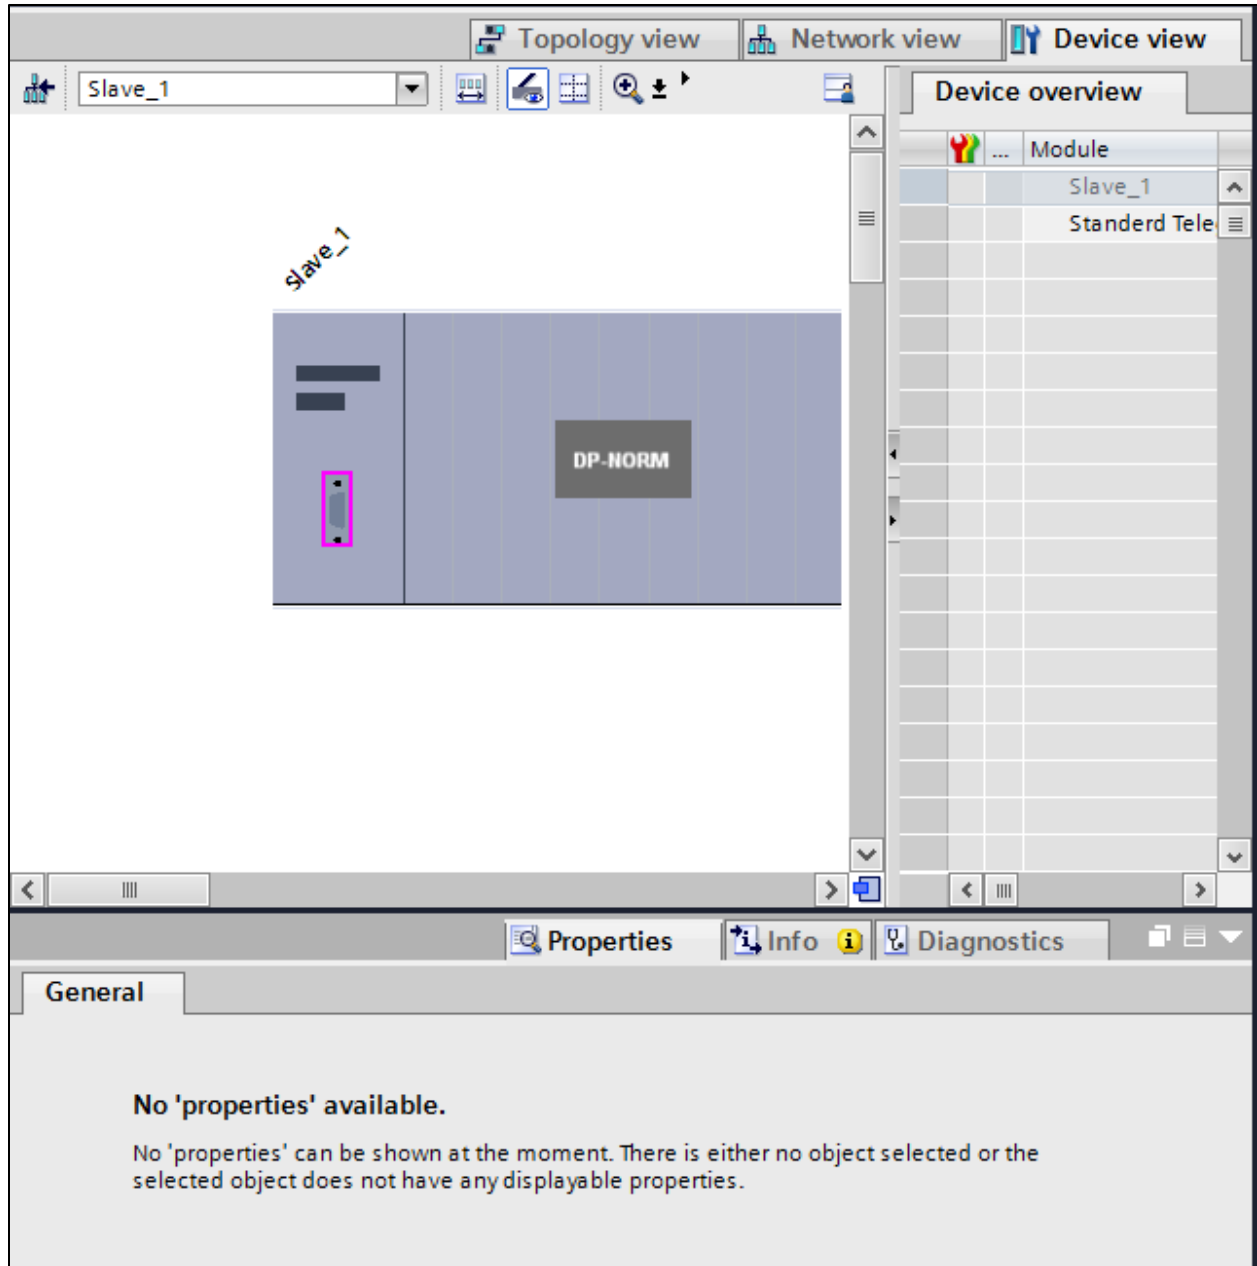 Topology view
Network view
Device view
Slave_1
Device overview
... Module
Slave_1
Standerd Tele
Slave_1
DP-NORM
Properties
Info
Diagnostics
General
No 'properties' available.
No 'properties' can be shown at the moment. There is either no object selected or the
selected object does not have any displayable properties.